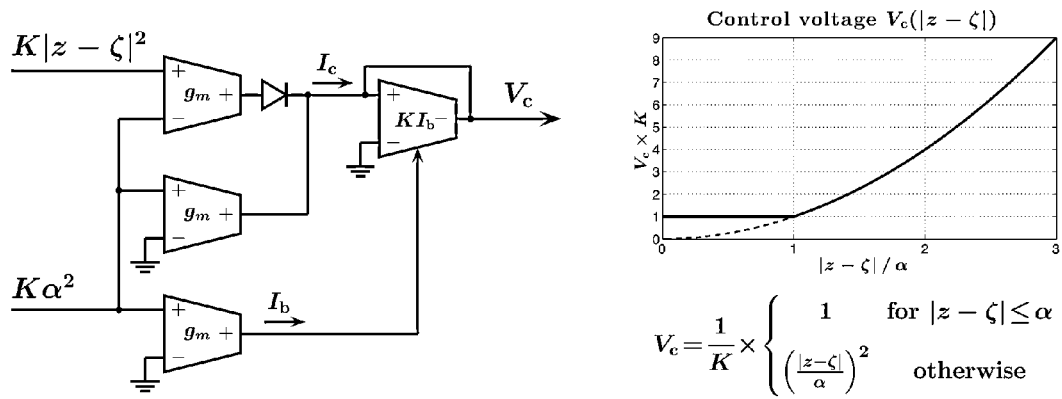 K|z − ζ|²
+
g_m +
−
I_c
+
KI_b −
−
V_c
+
g_m +
−
Kα²
+
g_m +
−
I_b
Control voltage V_c(|z − ζ|)
V_c × K
9
8
7
6
5
4
3
2
1
0
0 1 2 3
|z − ζ| / α
V_c = 1/K × { 1 for |z − ζ| ≤ α
(|z−ζ|/α)² otherwise